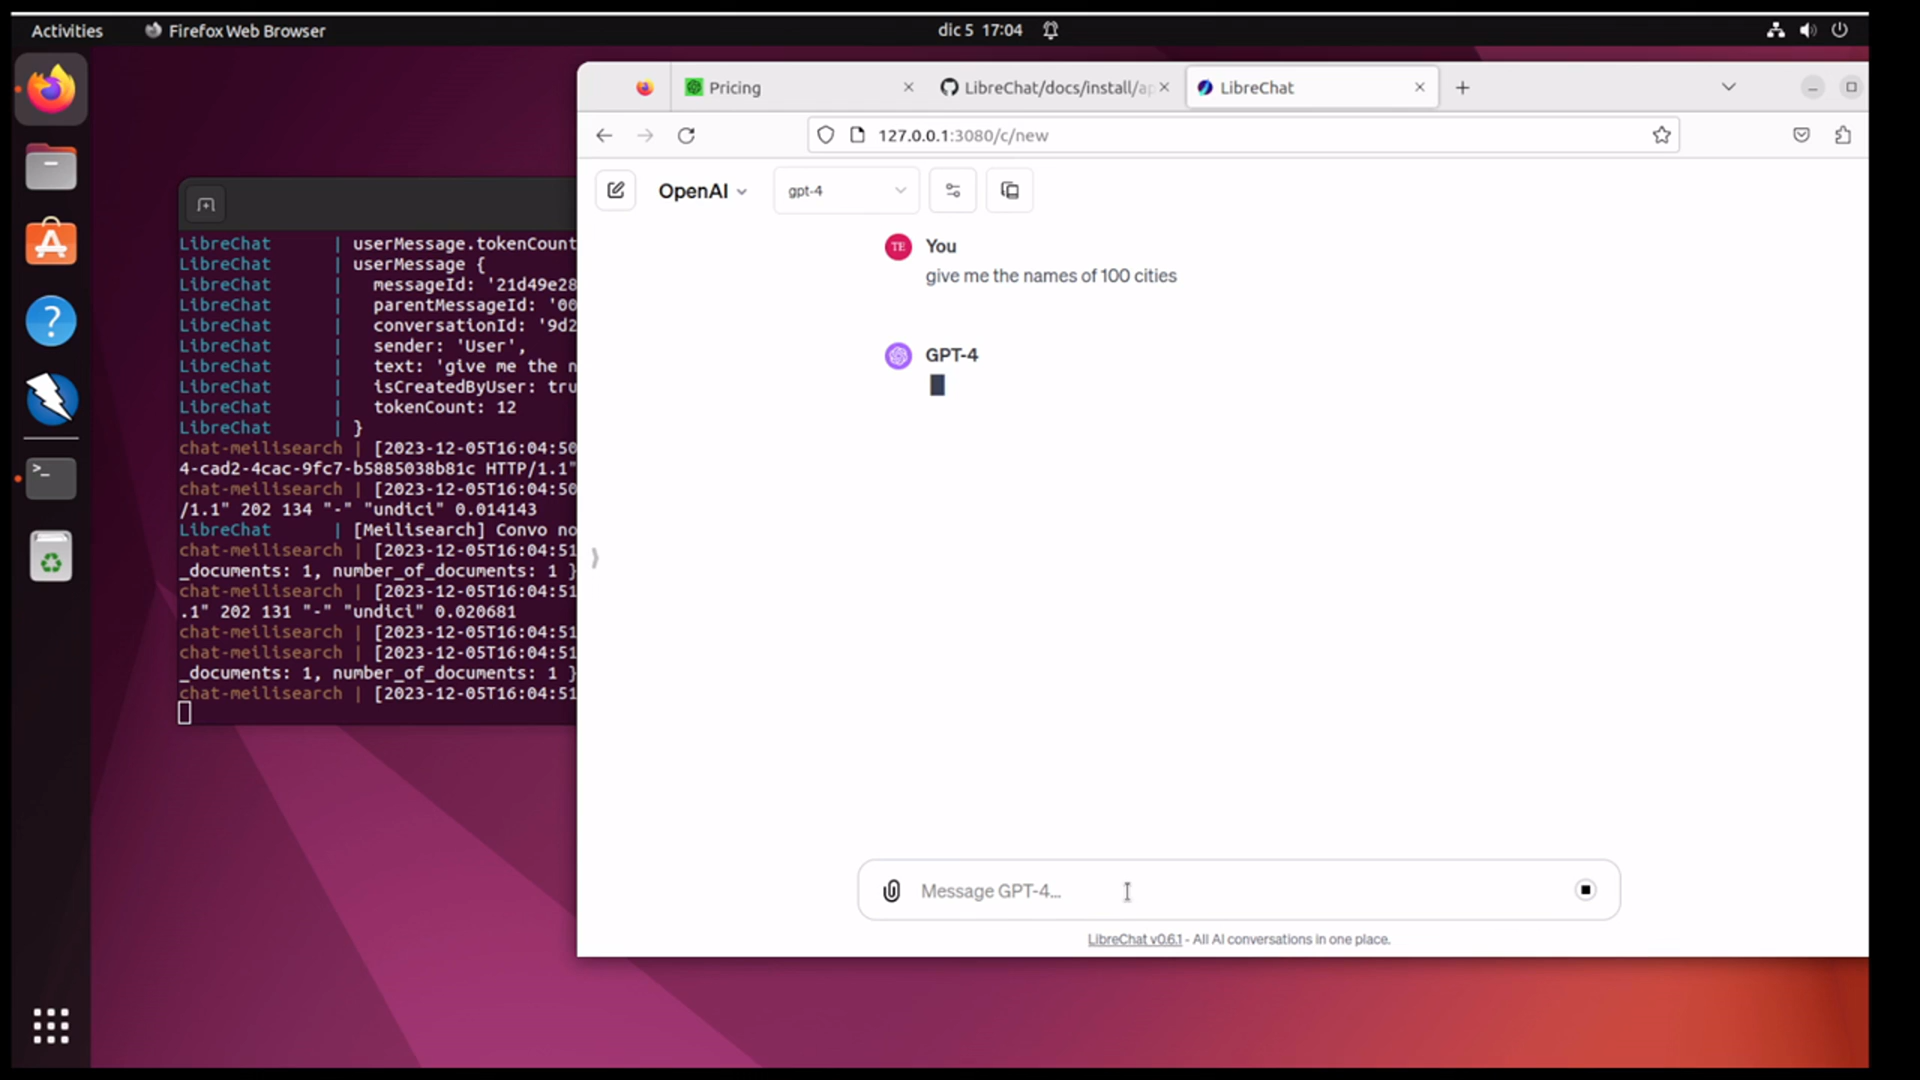 Activities
Firefox Web Browser
dic 5 17:04
Pricing
LibreChat/docs/install/ap
LibreChat
127.0.0.1:3080/c/new
OpenAI
gpt-4
You
TE
give me the names of 100 cities
GPT-4
Message GPT-4...
LibreChat v0.6.1 - All AI conversations in one place.
LibreChat | userMessage.tokenCount
LibreChat | userMessage {
LibreChat | messageId: '21d49e28
LibreChat | parentMessageId: '00
LibreChat | conversationId: '9d2
LibreChat | sender: 'User',
LibreChat | text: 'give me the n
LibreChat | isCreatedByUser: tru
LibreChat | tokenCount: 12
LibreChat | }
chat-meilisearch | [2023-12-05T16:04:50
4-cad2-4cac-9fc7-b5885038b81c HTTP/1.1"
chat-meilisearch | [2023-12-05T16:04:50
/1.1" 202 134 "-" "undici" 0.014143
LibreChat | [Meilisearch] Convo no
chat-meilisearch | [2023-12-05T16:04:51
_documents: 1, number_of_documents: 1 }
chat-meilisearch | [2023-12-05T16:04:51
.1" 202 131 "-" "undici" 0.020681
chat-meilisearch | [2023-12-05T16:04:51
chat-meilisearch | [2023-12-05T16:04:51
_documents: 1, number_of_documents: 1 }
chat-meilisearch | [2023-12-05T16:04:51